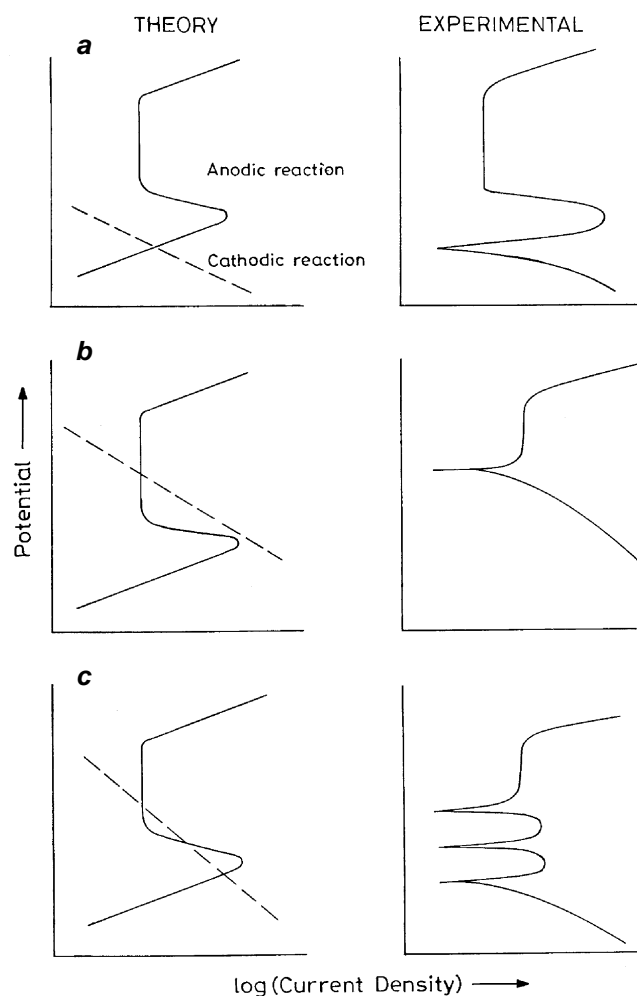 THEORY
EXPERIMENTAL
a
Anodic reaction
Cathodic reaction
b
Potential
c
log (Current Density)